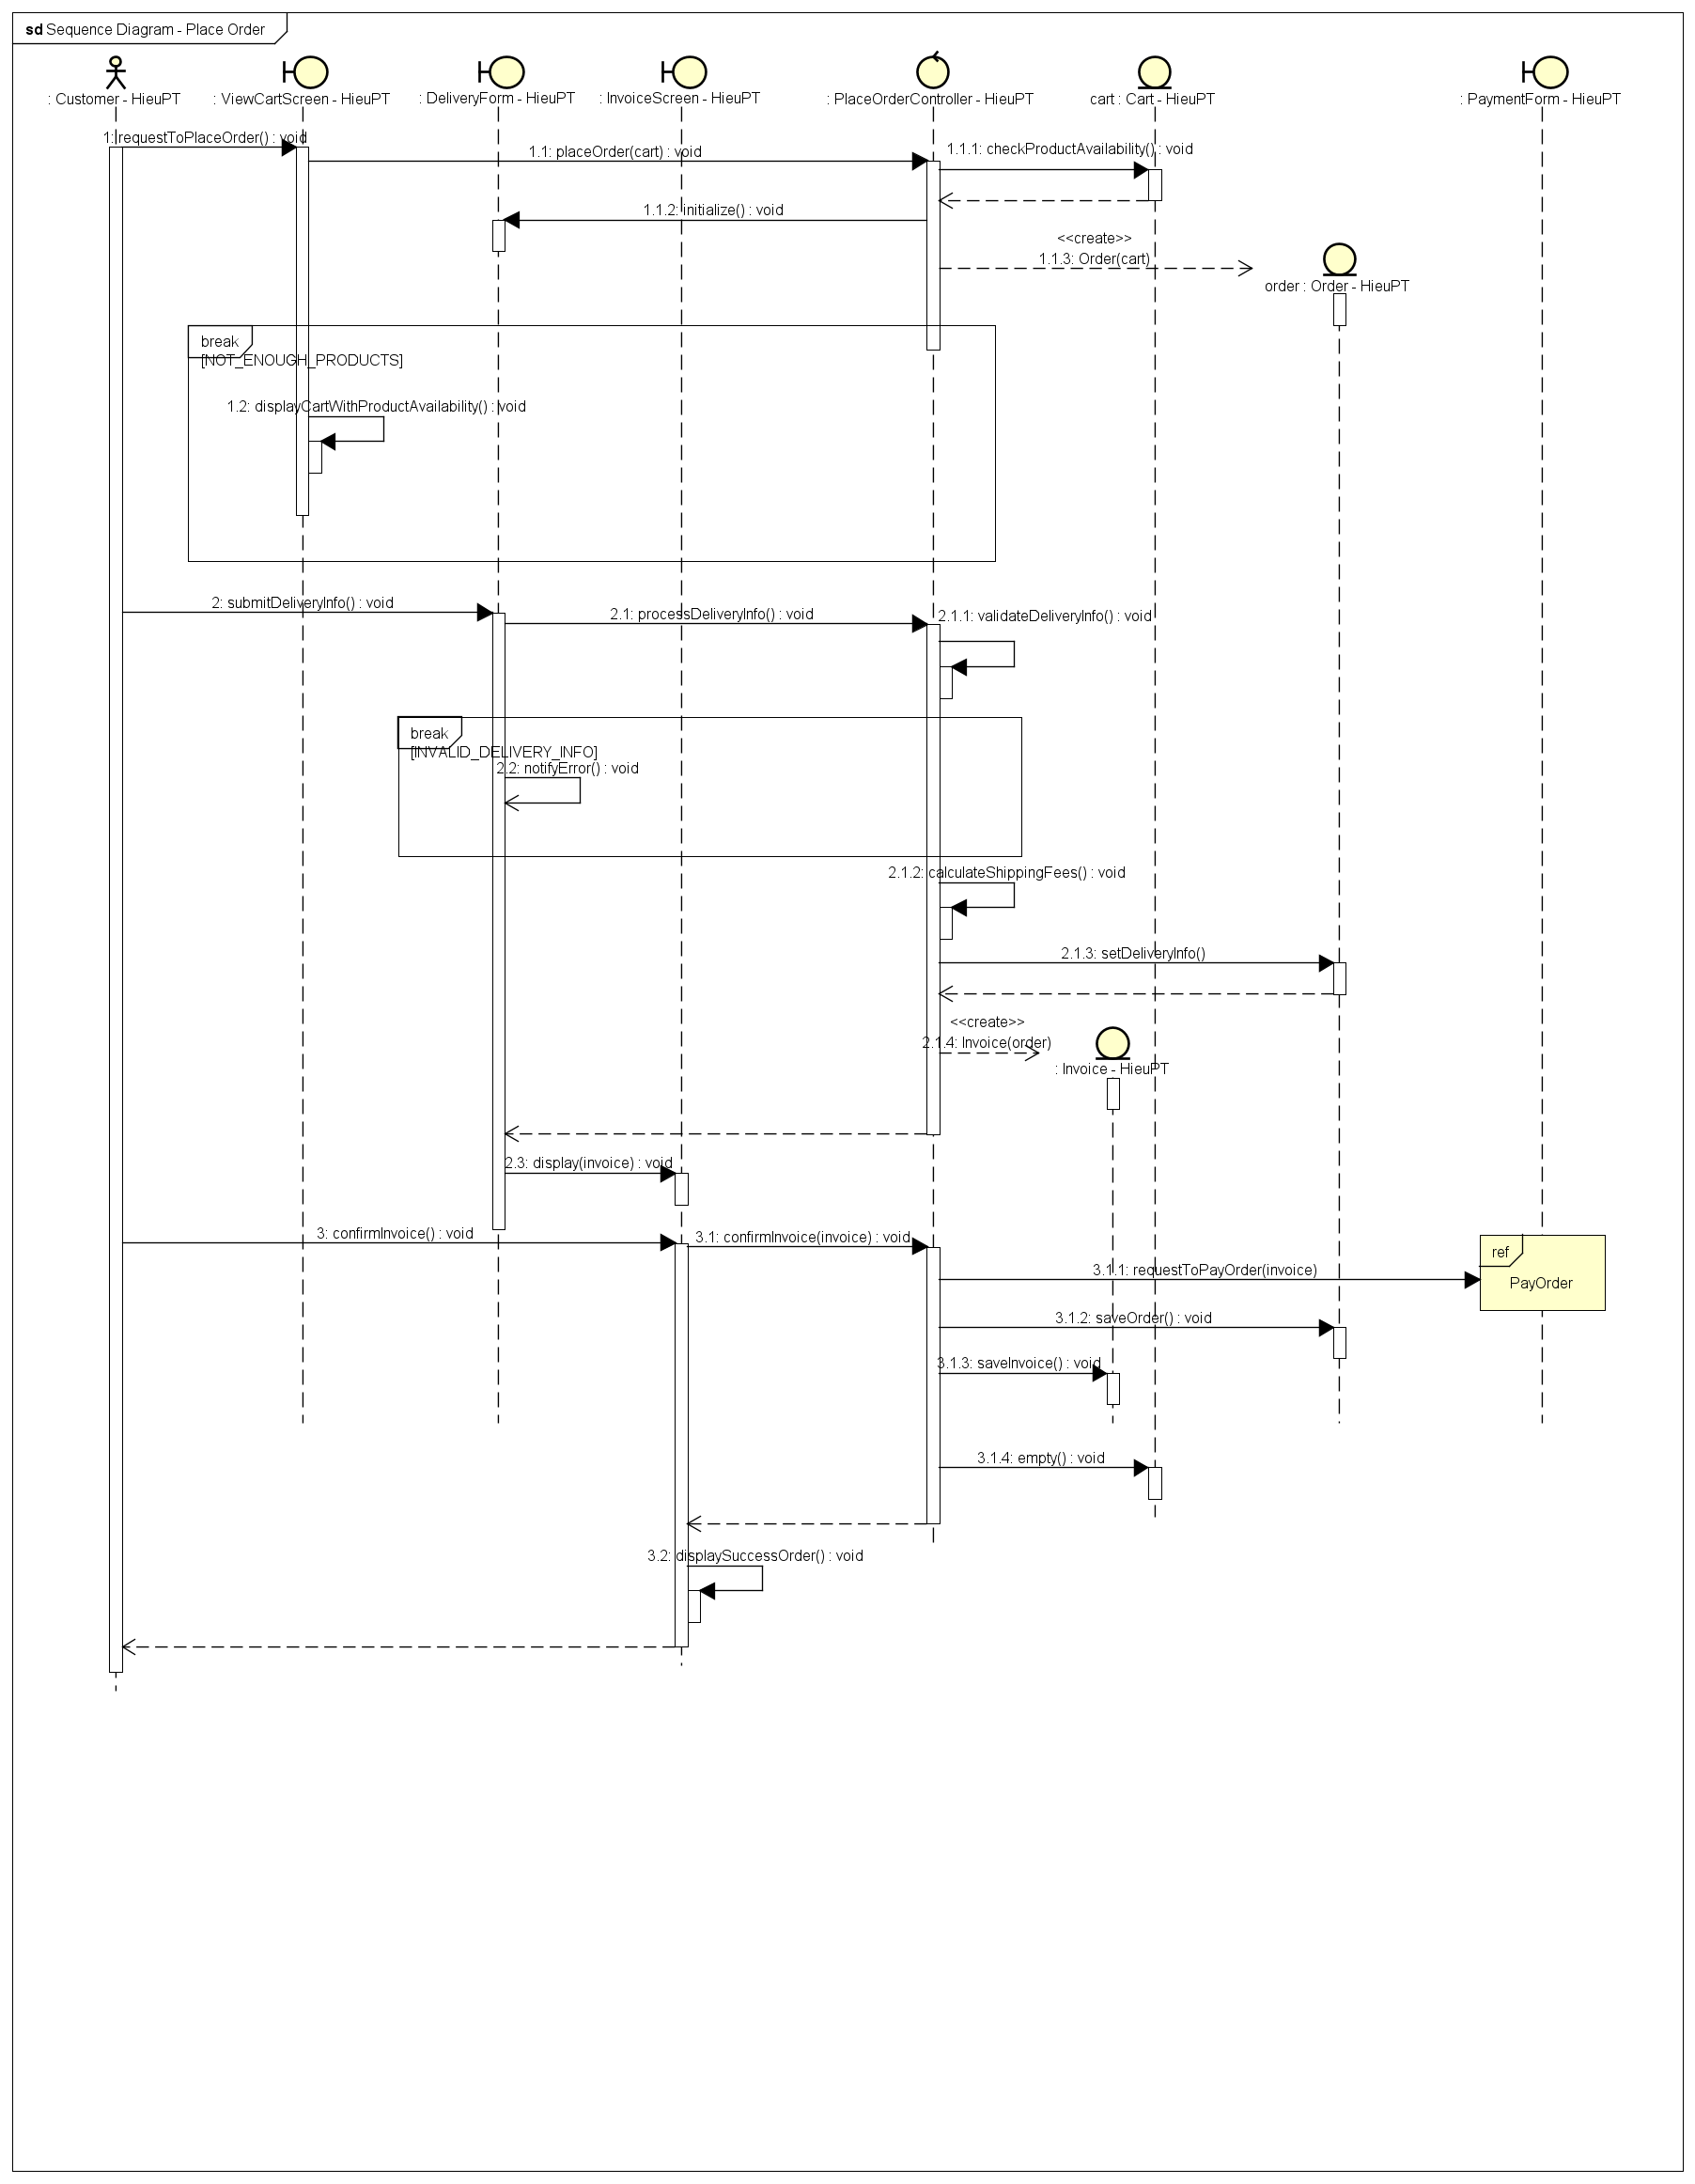 sd Sequence Diagram - Place Order
: Customer - HieuPT
: ViewCartScreen - HieuPT
: DeliveryForm - HieuPT
: InvoiceScreen - HieuPT
: PlaceOrderController - HieuPT
cart : Cart - HieuPT
: PaymentForm - HieuPT
1: requestToPlaceOrder() : void
1.1: placeOrder(cart) : void
1.1.1: checkProductAvailability() : void
1.1.2: initialize() : void
<<create>>
1.1.3: Order(cart)
order : Order - HieuPT
break
[NOT_ENOUGH_PRODUCTS]
1.2: displayCartWithProductAvailability() : void
2: submitDeliveryInfo() : void
2.1: processDeliveryInfo() : void
2.1.1: validateDeliveryInfo() : void
break
[INVALID_DELIVERY_INFO]
2.2: notifyError() : void
2.1.2: calculateShippingFees() : void
2.1.3: setDeliveryInfo()
<<create>>
2.1.4: Invoice(order)
: Invoice - HieuPT
2.3: display(invoice) : void
3: confirmInvoice() : void
3.1: confirmInvoice(invoice) : void
ref
3.1.1: requestToPayOrder(invoice)
PayOrder
3.1.2: saveOrder() : void
3.1.3: saveInvoice() : void
3.1.4: empty() : void
3.2: displaySuccessOrder() : void